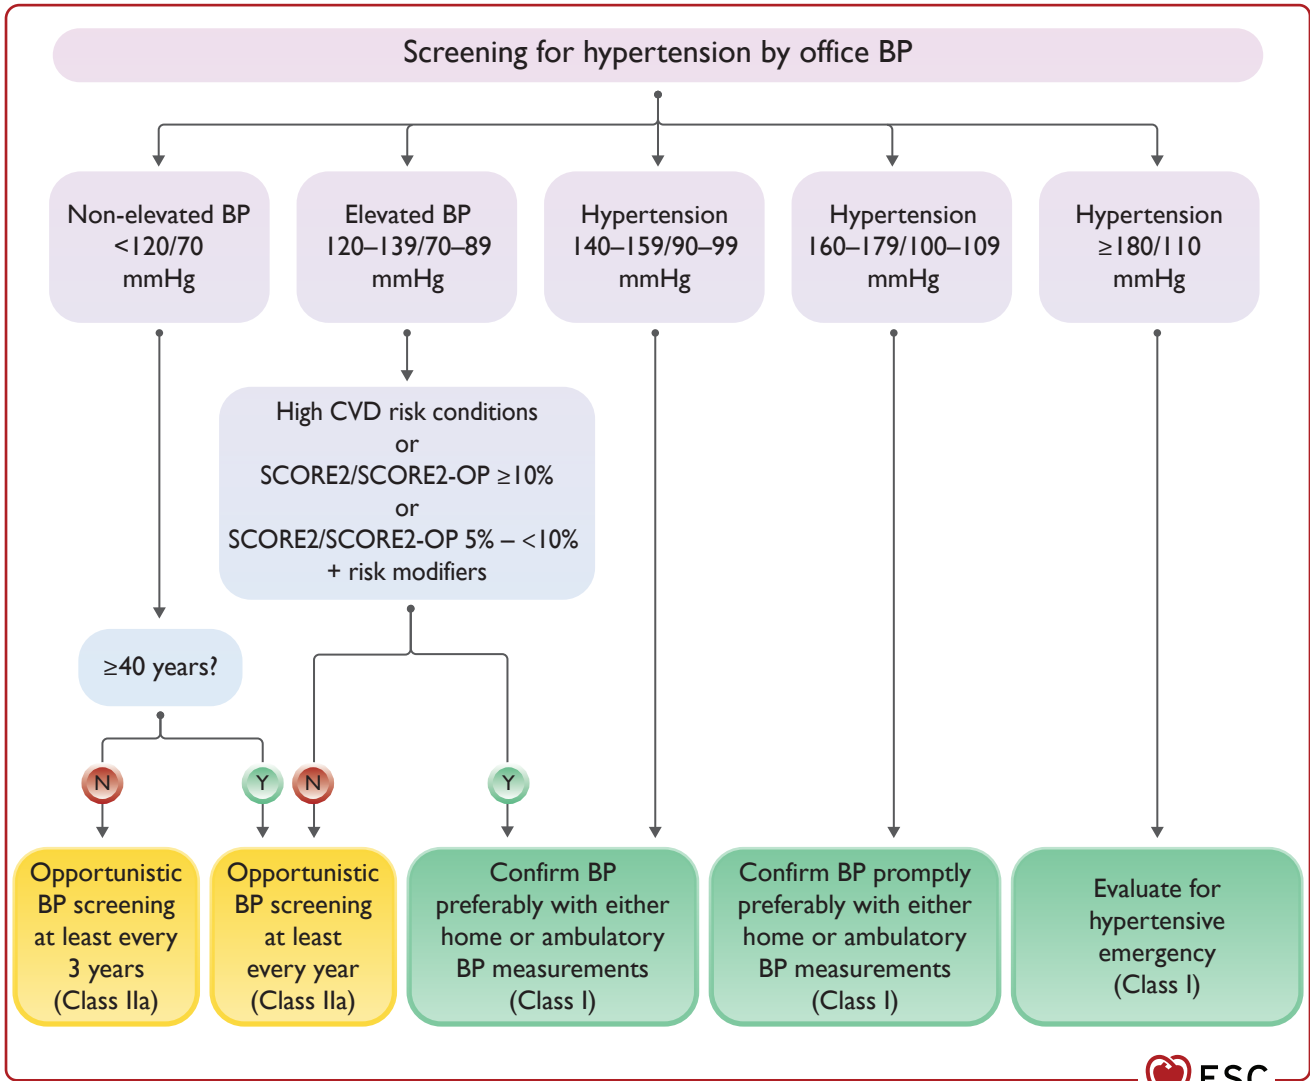 Screening for hypertension by office BP
Non-elevated BP
<120/70
mmHg
Elevated BP
120–139/70–89
mmHg
Hypertension
140–159/90–99
mmHg
Hypertension
160–179/100–109
mmHg
Hypertension
≥180/110
mmHg
High CVD risk conditions
or
SCORE2/SCORE2-OP ≥10%
or
SCORE2/SCORE2-OP 5% – <10%
+ risk modifiers
≥40 years?
N
Y
N
Y
Opportunistic
BP screening
at least every
3 years
(Class IIa)
Opportunistic
BP screening
at least
every year
(Class IIa)
Confirm BP
preferably with either
home or ambulatory
BP measurements
(Class I)
Confirm BP promptly
preferably with either
home or ambulatory
BP measurements
(Class I)
Evaluate for
hypertensive
emergency
(Class I)
ESC